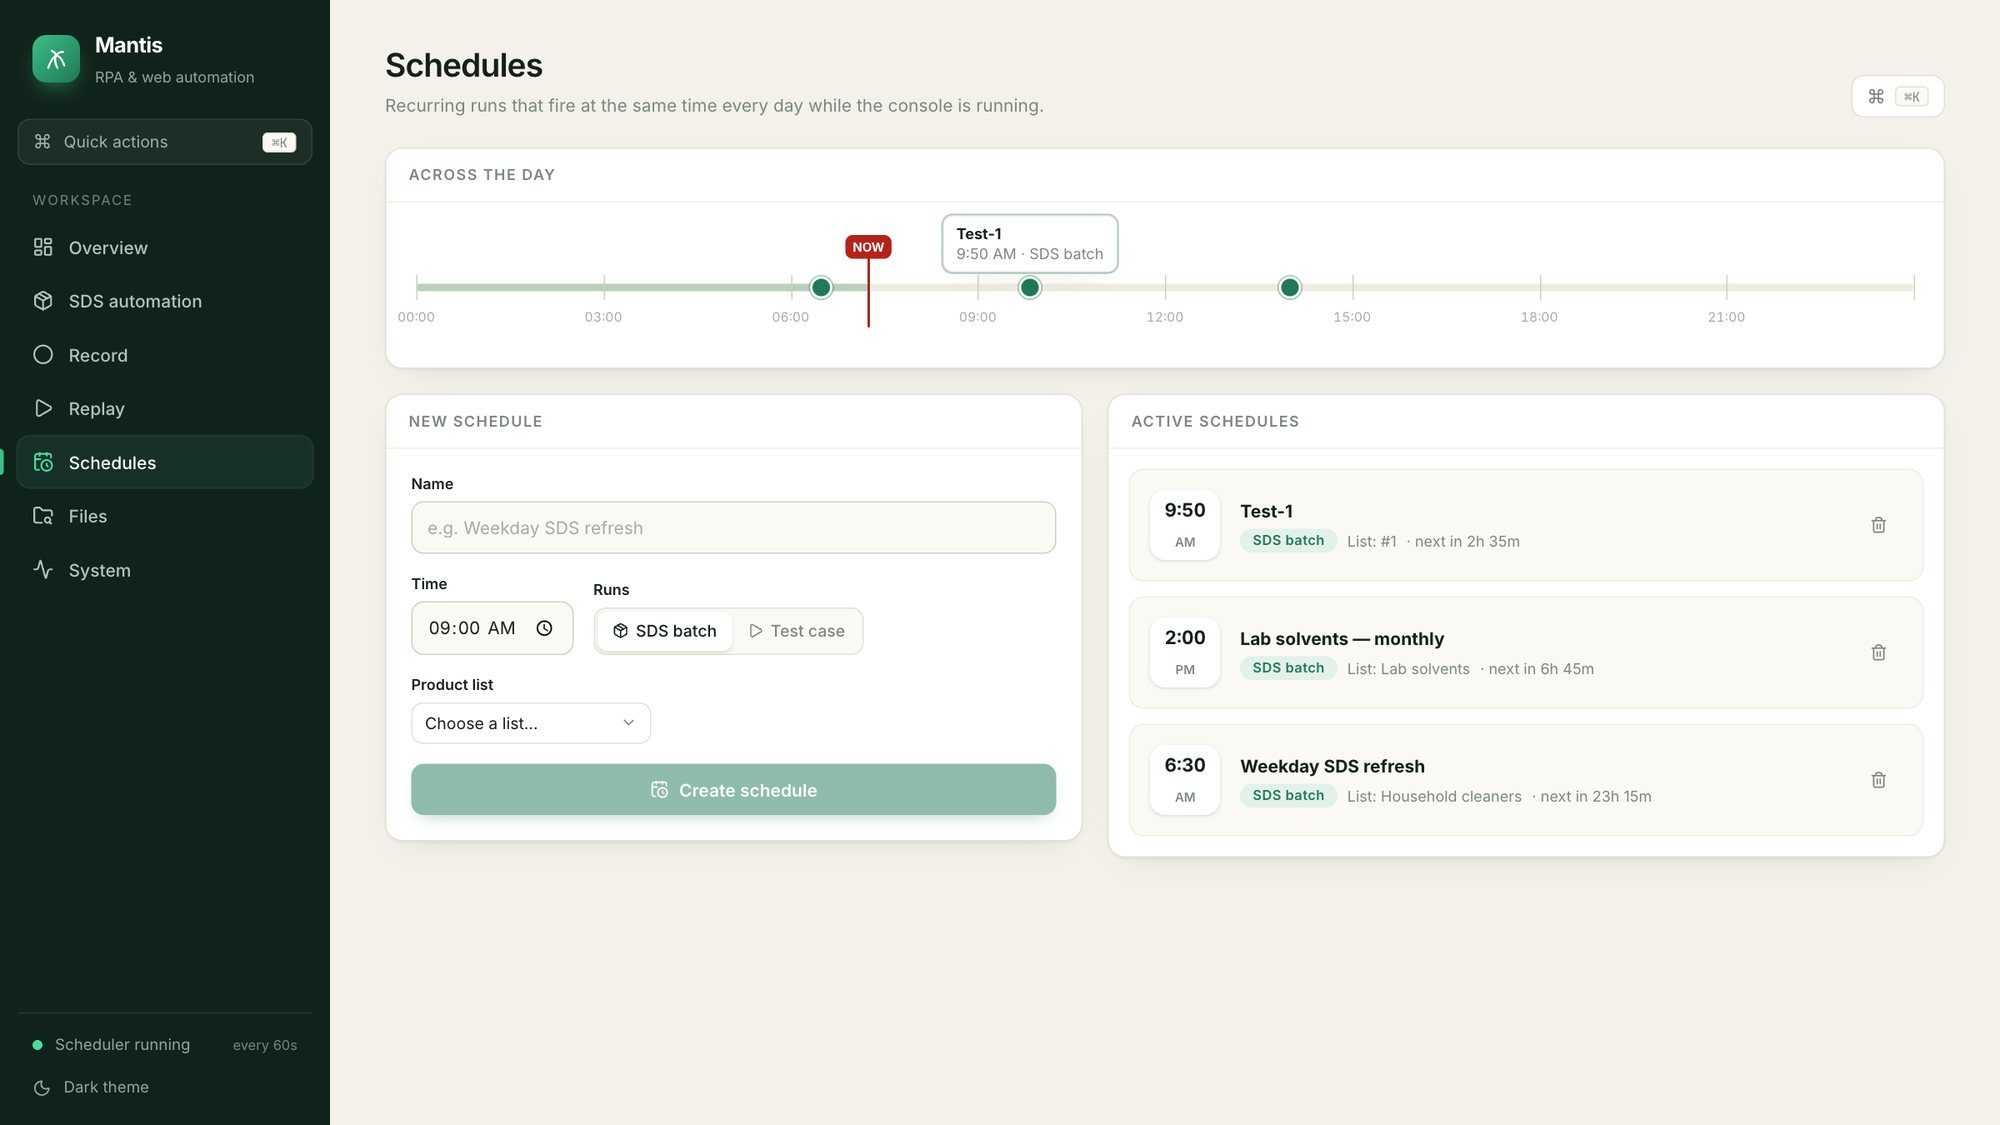 Mantis
RPA & web automation
⌘ Quick actions ⌘K
WORKSPACE
Overview
SDS automation
Record
Replay
Schedules
Files
System
Scheduler running every 60s
Dark theme
Schedules
Recurring runs that fire at the same time every day while the console is running.
⌘ ⌘K
ACROSS THE DAY
Test-1
9:50 AM · SDS batch
NOW
00:00 03:00 06:00 09:00 12:00 15:00 18:00 21:00
NEW SCHEDULE
Name
e.g. Weekday SDS refresh
Time Runs
09:00 AM SDS batch Test case
Product list
Choose a list...
Create schedule
ACTIVE SCHEDULES
9:50 AM
Test-1
SDS batch List: #1 · next in 2h 35m
2:00 PM
Lab solvents — monthly
SDS batch List: Lab solvents · next in 6h 45m
6:30 AM
Weekday SDS refresh
SDS batch List: Household cleaners · next in 23h 15m